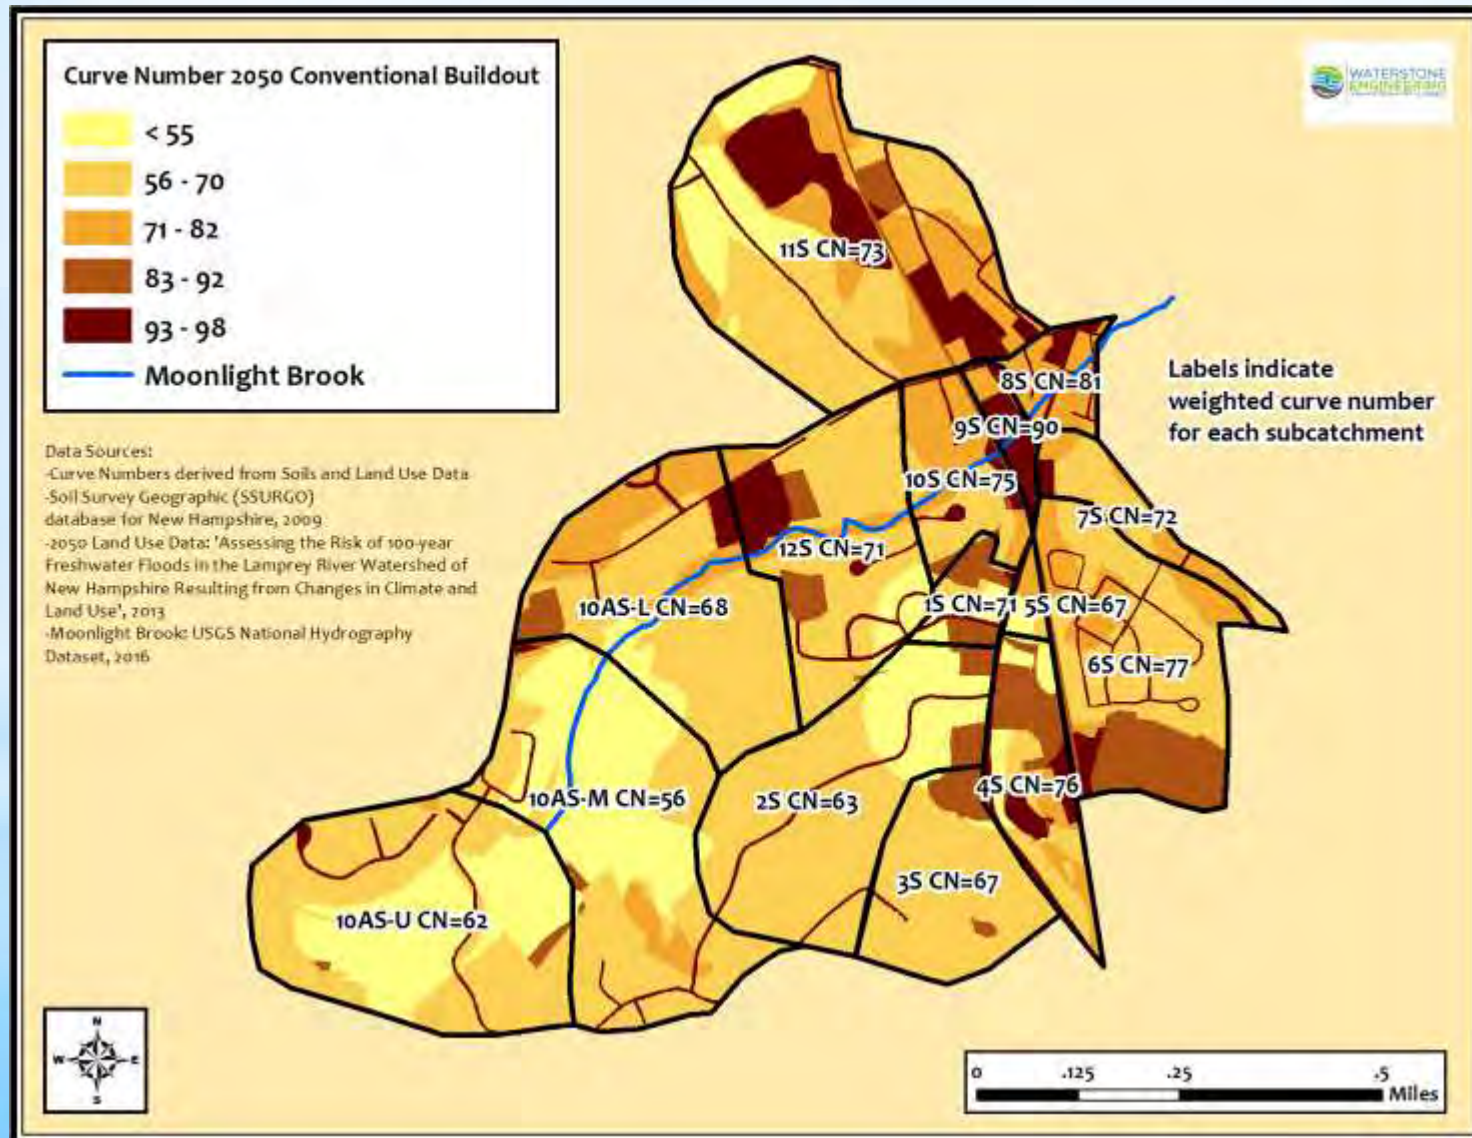 Curve Number 2050 Conventional Buildout
< 55
56 - 70
71 - 82
83 - 92
93 - 98
Moonlight Brook
WATERSTONE
ENGINEERING
Data Sources:
-Curve Numbers derived from Soils and Land Use Data
-Soil Survey Geographic (SSURGO)
database for New Hampshire, 2009
-2050 Land Use Data: 'Assessing the Risk of 100-year
Freshwater Floods in the Lamprey River Watershed of
New Hampshire Resulting from Changes in Climate and
Land Use', 2013
-Moonlight Brook: USGS National Hydrography
Dataset, 2016
11S CN=73
8S CN=81
Labels indicate
weighted curve number
for each subcatchment
9S CN=90
10S CN=75
7S CN=72
12S CN=71
10AS-L CN=68
1S CN=71
5S CN=67
6S CN=77
10AS-M CN=56
2S CN=63
4S CN=76
3S CN=67
10AS-U CN=62
N
W E
S
0 .125 .25 .5
Miles